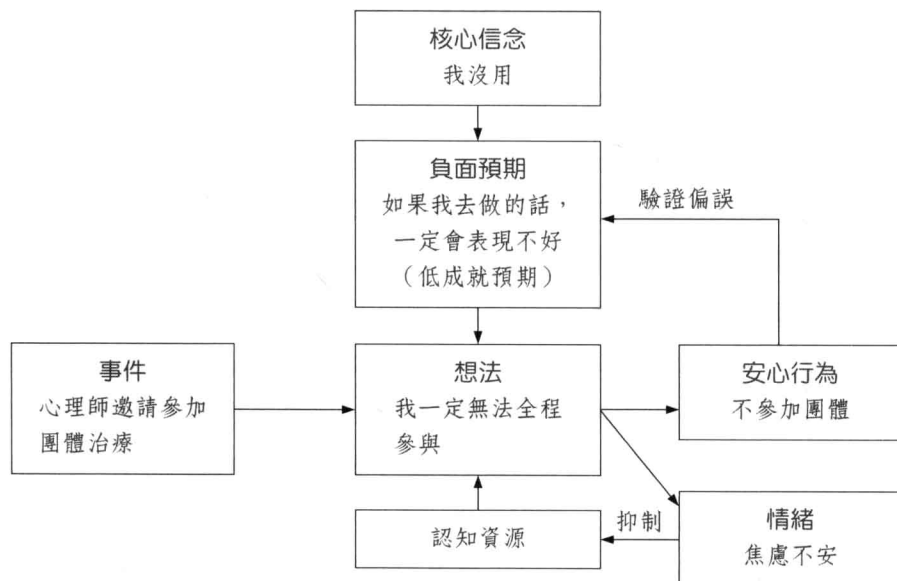 核心信念
我沒用
負面預期
如果我去做的話，
一定會表現不好
（低成就預期）
驗證偏誤
事件
心理師邀請參加
團體治療
想法
我一定無法全程
參與
安心行為
不參加團體
認知資源
抑制
情緒
焦慮不安